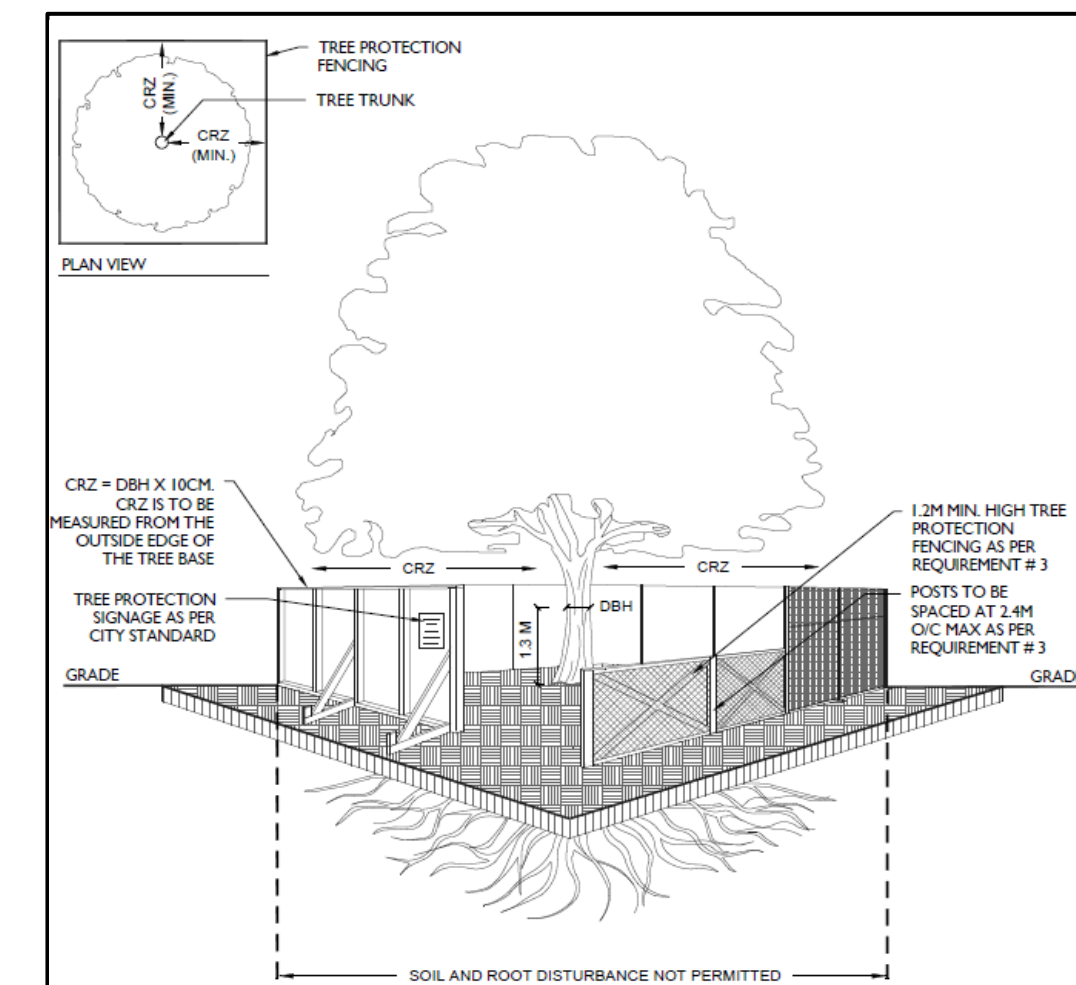 TREE PROTECTION
FENCING
TREE TRUNK
CRZ
(MIN.)
CRZ
(MIN.)
PLAN VIEW
CRZ = DBH X 10CM.
CRZ IS TO BE
MEASURED FROM THE
OUTSIDE EDGE OF
THE TREE BASE
TREE PROTECTION
SIGNAGE AS PER
CITY STANDARD
GRADE
CRZ
CRZ
1.3 M
DBH
1.2M MIN. HIGH TREE
PROTECTION
FENCING AS PER
REQUIREMENT # 3
POSTS TO BE
SPACED AT 2.4M
O/C MAX AS PER
REQUIREMENT # 3
GRAD
SOIL AND ROOT DISTURBANCE NOT PERMITTED